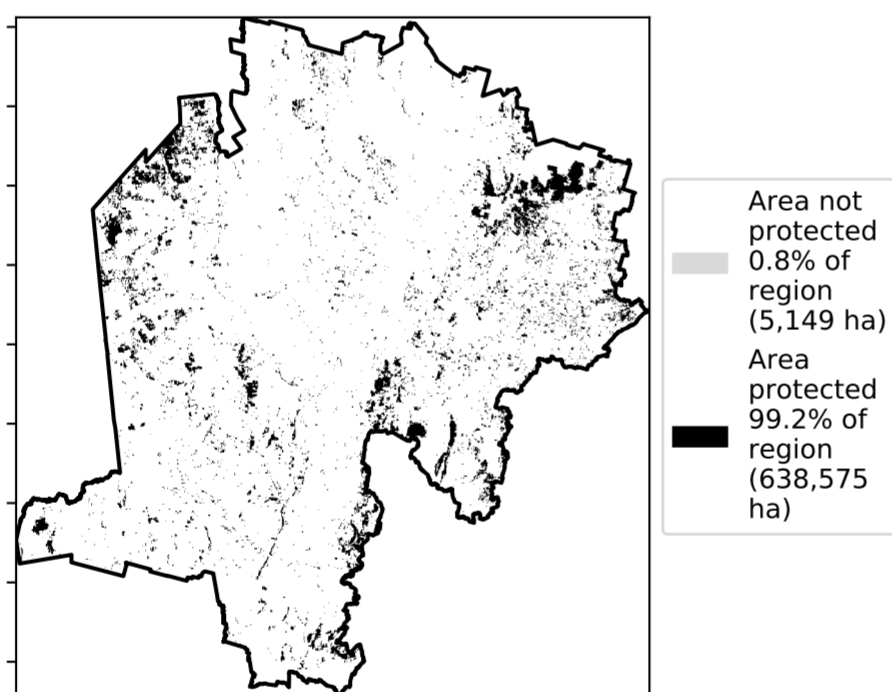 Area not
protected
0.8% of
region
(5,149 ha)
Area
protected
99.2% of
region
(638,575
ha)